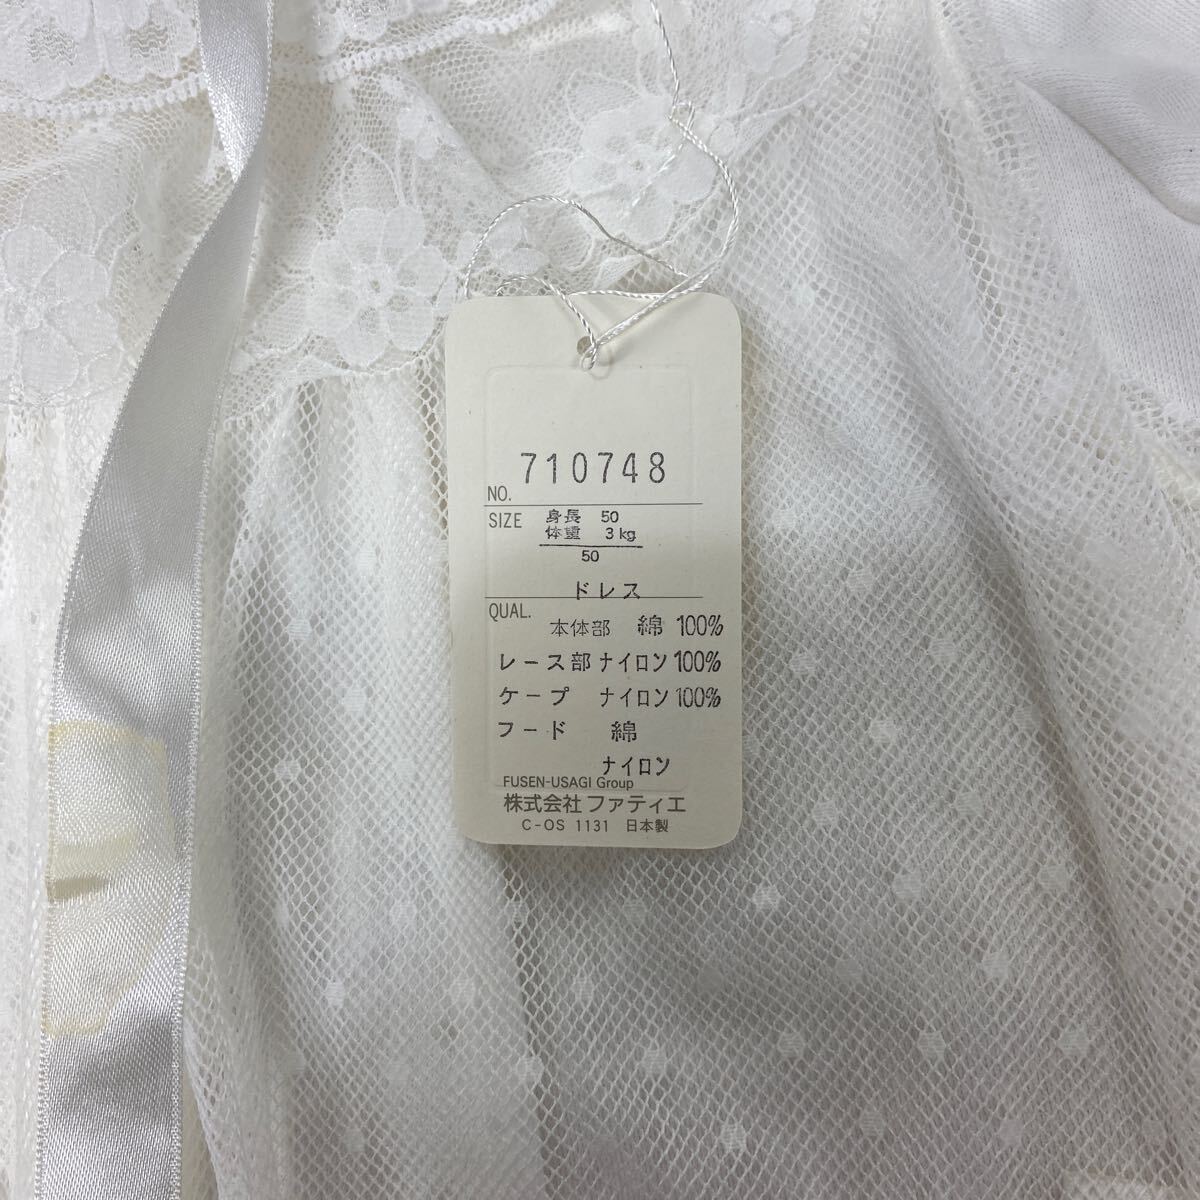 NO. 710748
SIZE 身長 50
体重 3kg
50
ドレス
QUAL.
本体部 綿 100%
レース部 ナイロン 100%
ケープ ナイロン 100%
フード 綿
ナイロン
FUSEN-USAGI Group
株式会社 ファティエ
C-OS 1131 日本製